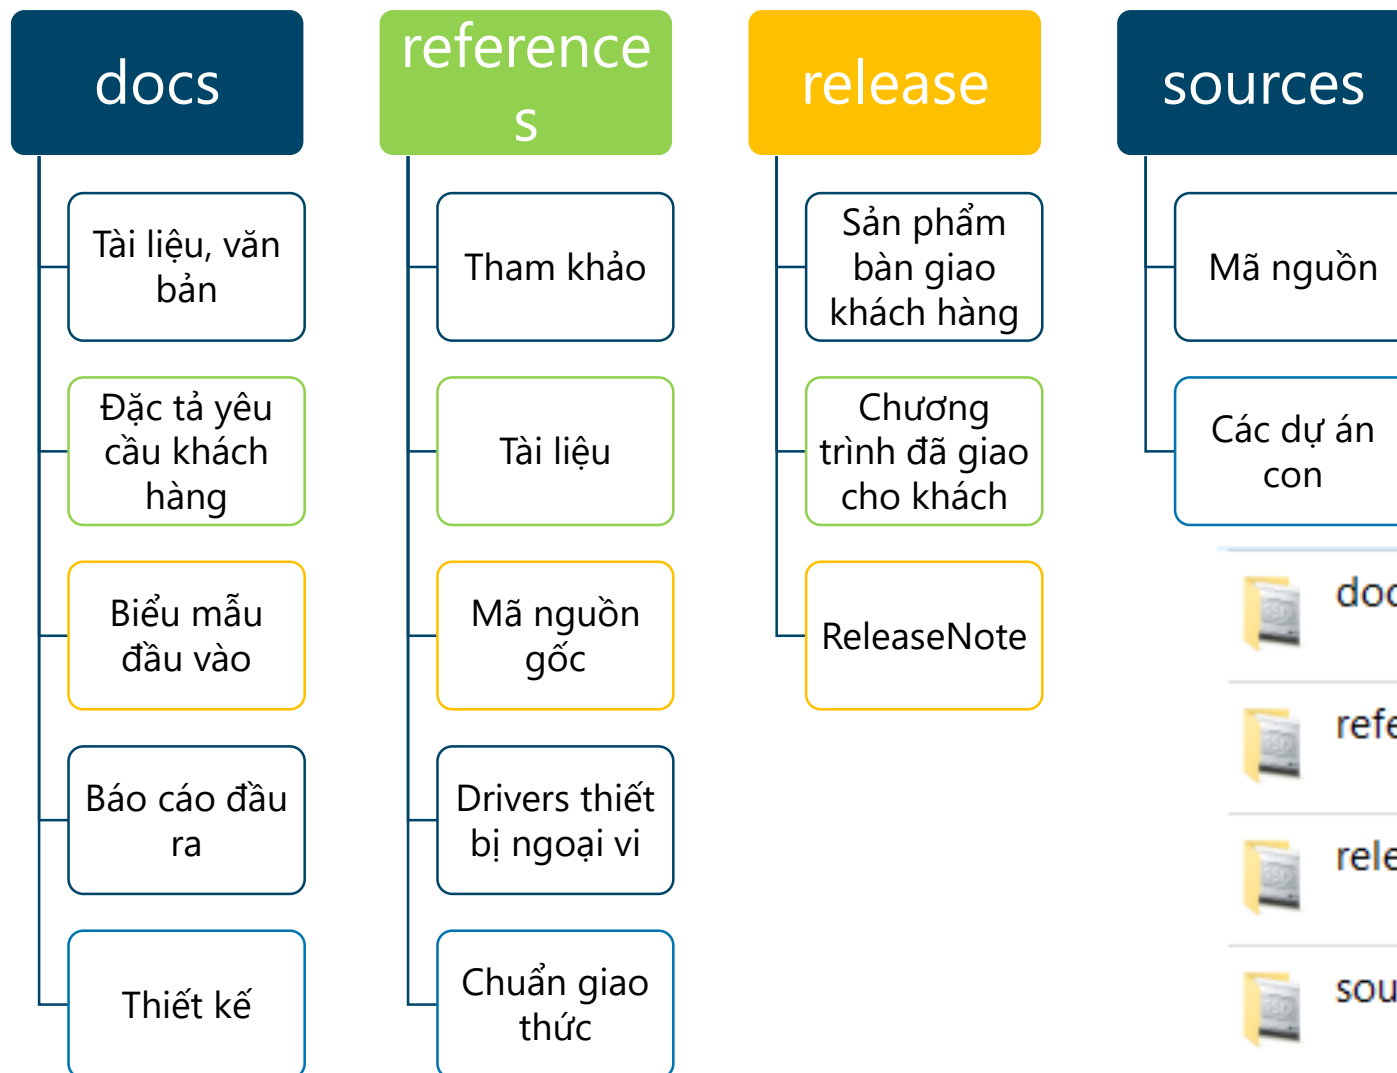 docs
reference
s
release
sources
Tài liệu, văn
bản
Đặc tả yêu
cầu khách
hàng
Biểu mẫu
đầu vào
Báo cáo đầu
ra
Thiết kế
Tham khảo
Tài liệu
Mã nguồn
gốc
Drivers thiết
bị ngoại vi
Chuẩn giao
thức
Sản phẩm
bàn giao
khách hàng
Chương
trình đã giao
cho khách
ReleaseNote
Mã nguồn
Các dự án
con